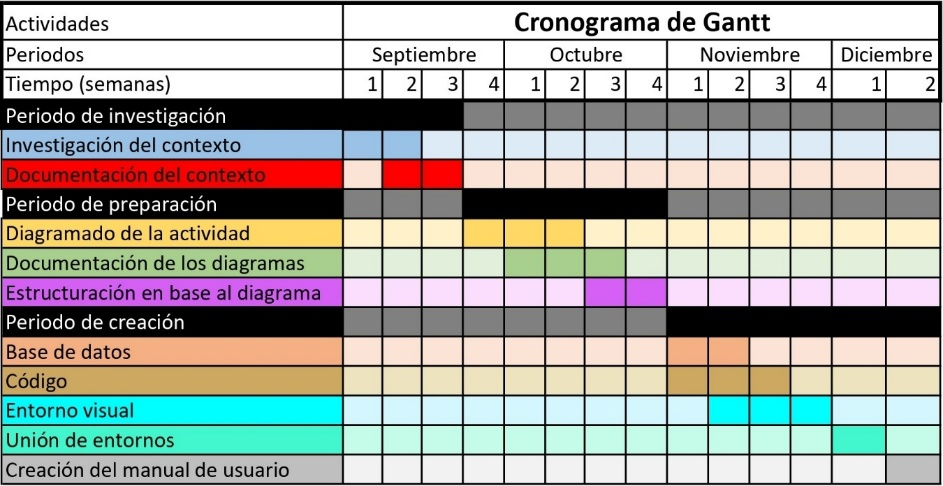 Actividades Cronograma de Gantt
Periodos Septiembre Octubre Noviembre Diciembre
Tiempo (semanas) 1 2 3 4 1 2 3 4 1 2 3 4 1 2
Periodo de investigación
Investigación del contexto
Documentación del contexto
Periodo de preparación
Diagramado de la actividad
Documentación de los diagramas
Estructuración en base al diagrama
Periodo de creación
Base de datos
Código
Entorno visual
Unión de entornos
Creación del manual de usuario